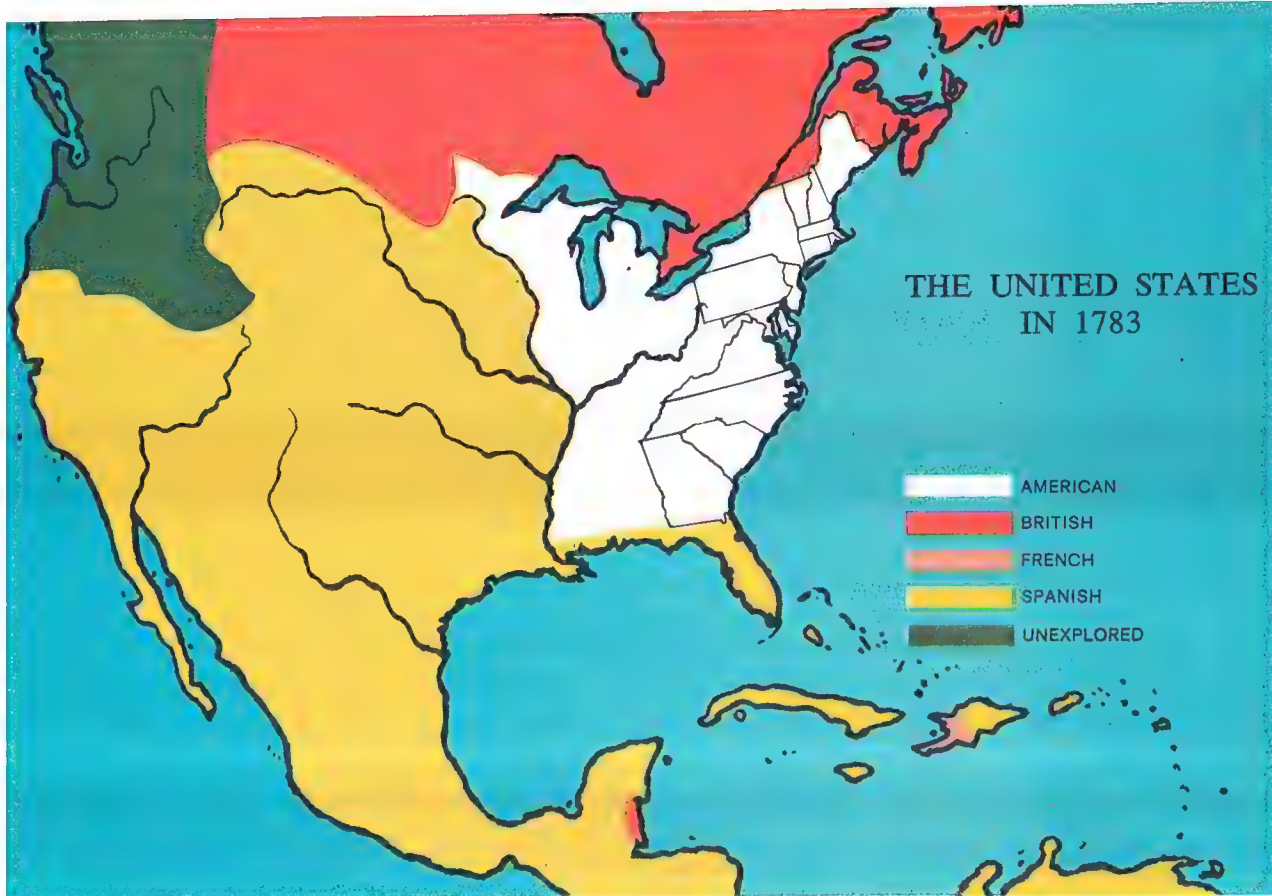 THE UNITED STATES
IN 1783
AMERICAN
BRITISH
FRENCH
SPANISH
UNEXPLORED